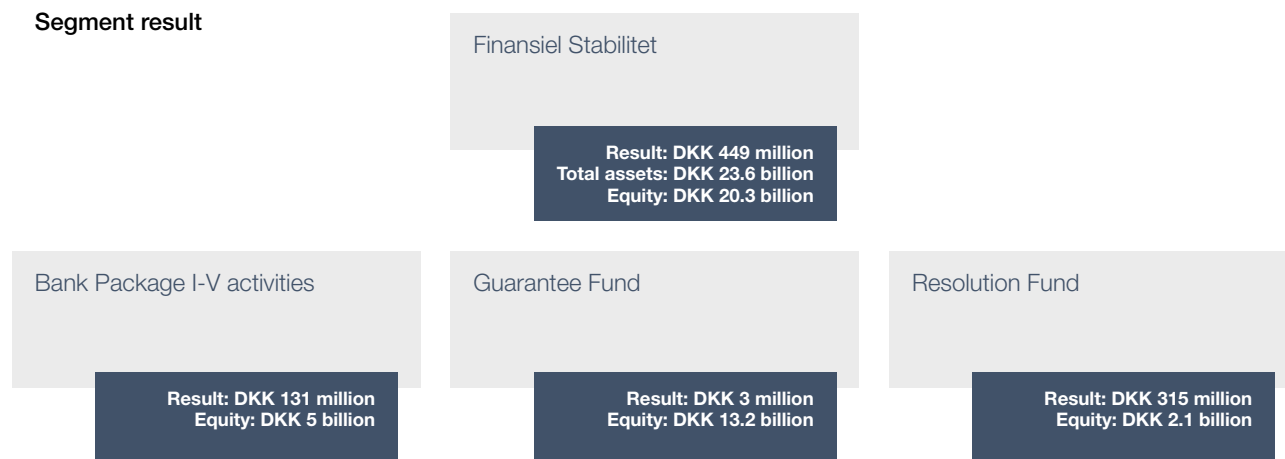 Segment result
Finansiel Stabilitet
Result: DKK 449 million
Total assets: DKK 23.6 billion
Equity: DKK 20.3 billion
Bank Package I-V activities
Result: DKK 131 million
Equity: DKK 5 billion
Guarantee Fund
Result: DKK 3 million
Equity: DKK 13.2 billion
Resolution Fund
Result: DKK 315 million
Equity: DKK 2.1 billion